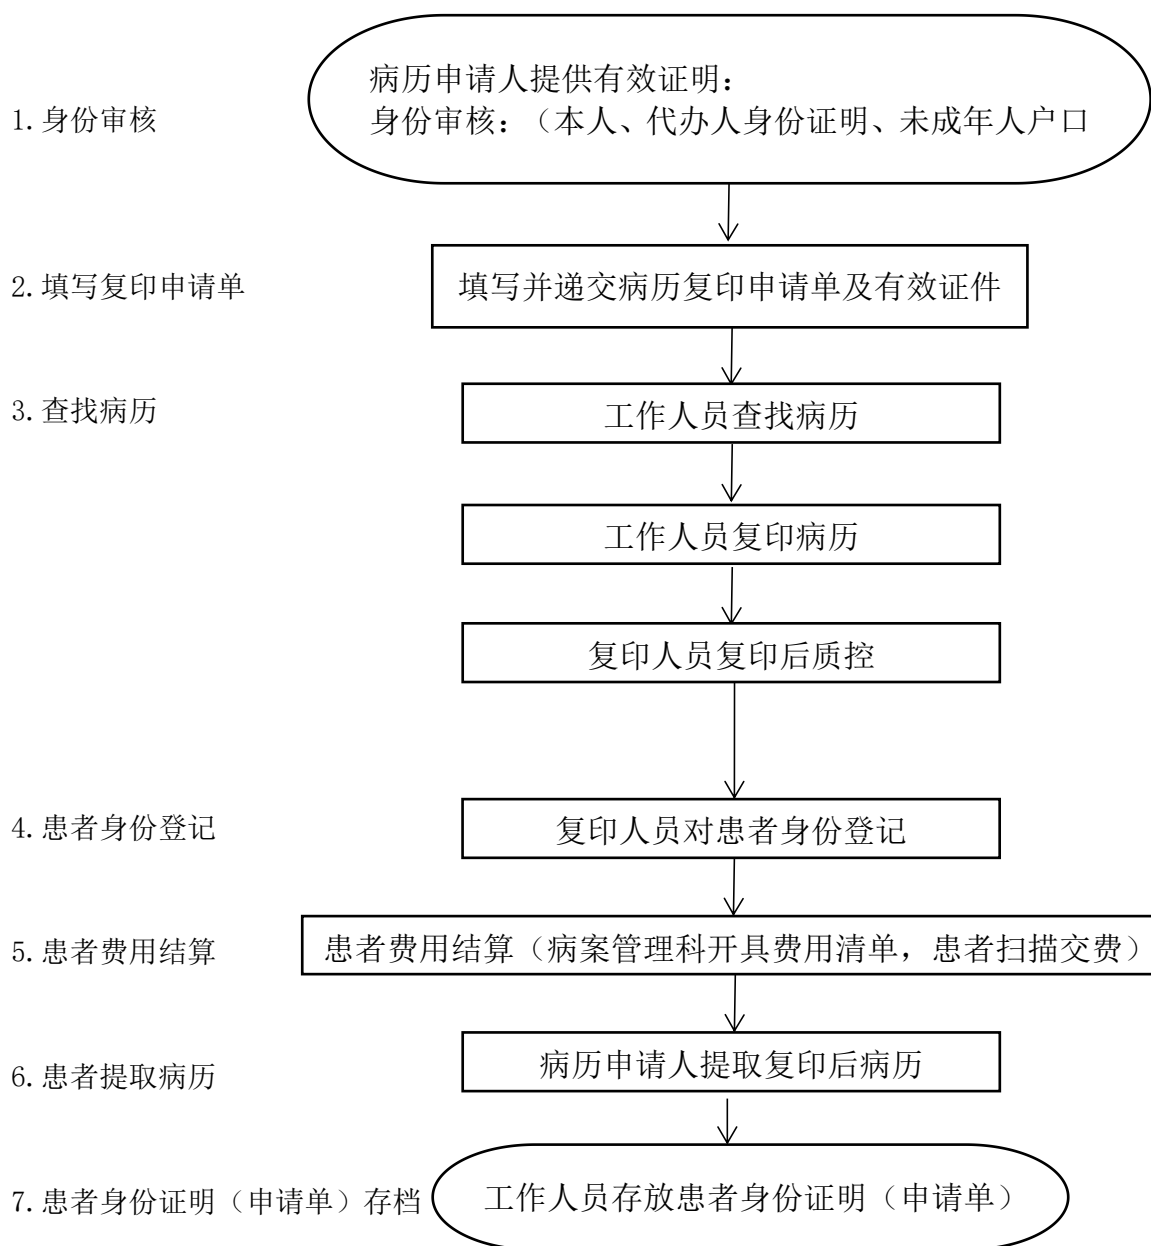 病历申请人提供有效证明：
1.身份审核
身份审核：（本人、代办人身份证明、未成年人户口
2.填写复印申请单
填写并递交病历复印申请单及有效证件
3.查找病历
工作人员查找病历
工作人员复印病历
复印人员复印后质控
4.患者身份登记
复印人员对患者身份登记
5.患者费用结算
患者费用结算（病案管理科开具费用清单，患者扫描交费）
6.患者提取病历
病历申请人提取复印后病历
7.患者身份证明（申请单）存档
工作人员存放患者身份证明（申请单）